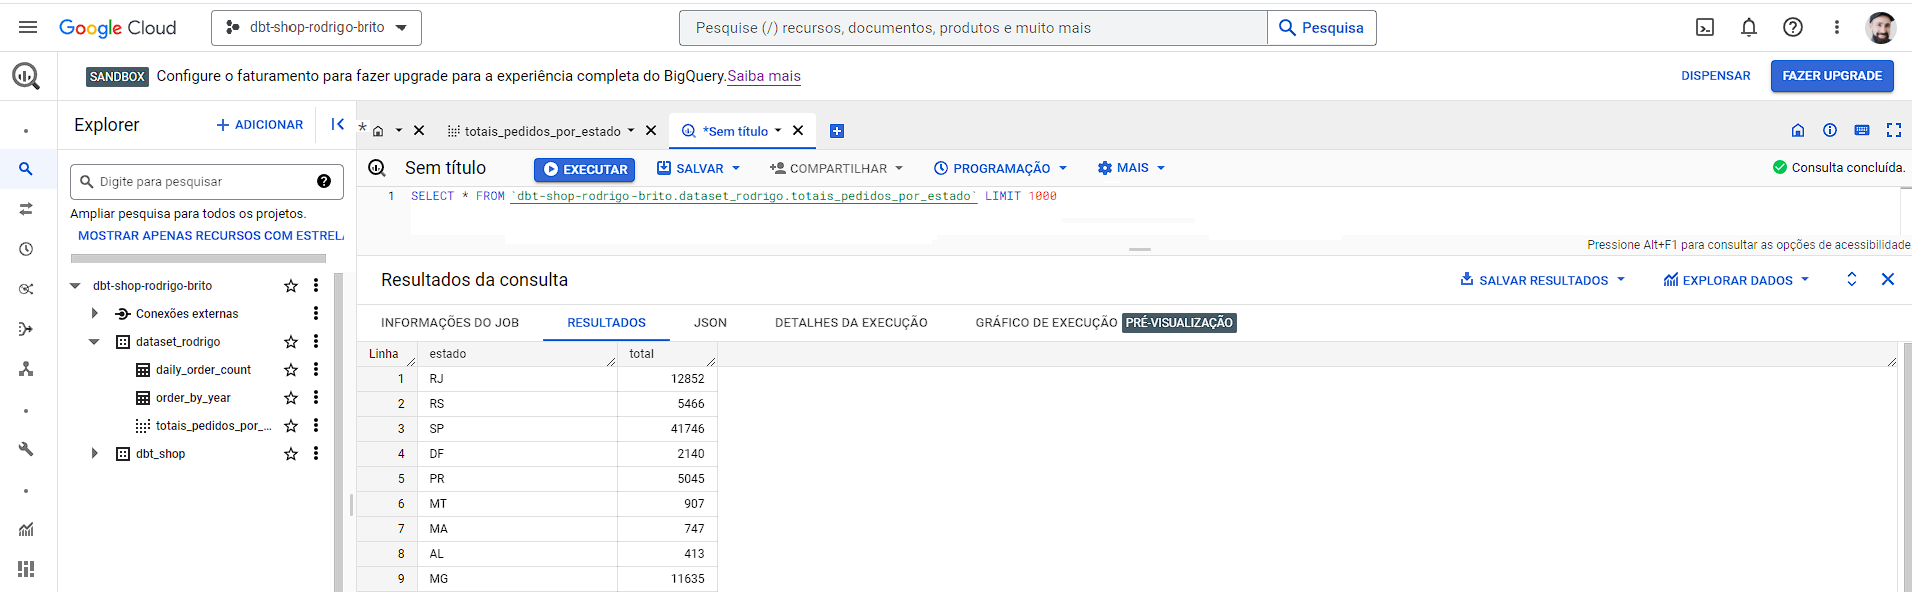 Google Cloud dbt-shop-rodrigo-brito Pesquise (/) recursos, documentos, produtos e muito mais Pesquisa
SANDBOX Configure o faturamento para fazer upgrade para a experiência completa do BigQuery.Saiba mais DISPENSAR FAZER UPGRADE
Explorer + ADICIONAR
* totais_pedidos_por_estado *Sem título
Digite para pesquisar
Ampliar pesquisa para todos os projetos.
MOSTRAR APENAS RECURSOS COM ESTRELA
dbt-shop-rodrigo-brito
Conexões externas
dataset_rodrigo
daily_order_count
order_by_year
totais_pedidos_por_...
dbt_shop
Sem título EXECUTAR SALVAR COMPARTILHAR PROGRAMAÇÃO MAIS Consulta concluída.
1 SELECT * FROM `dbt-shop-rodrigo-brito.dataset_rodrigo.totais_pedidos_por_estado` LIMIT 1000
Pressione Alt+F1 para consultar as opções de acessibilidade
Resultados da consulta SALVAR RESULTADOS EXPLORAR DADOS
INFORMAÇÕES DO JOB RESULTADOS JSON DETALHES DA EXECUÇÃO GRÁFICO DE EXECUÇÃO PRÉ-VISUALIZAÇÃO
Linha estado total
1 RJ 12852
2 RS 5466
3 SP 41746
4 DF 2140
5 PR 5045
6 MT 907
7 MA 747
8 AL 413
9 MG 11635